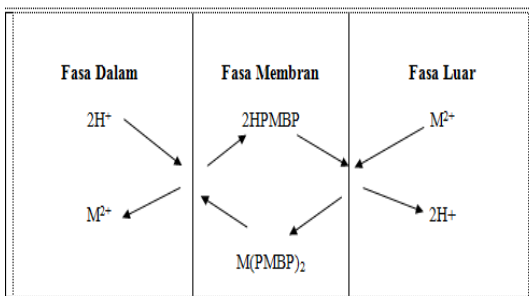 Fasa Dalam Fasa Membran Fasa Luar
2H⁺ 2HPMBP M²⁺
M²⁺ 2H+
M(PMBP)₂